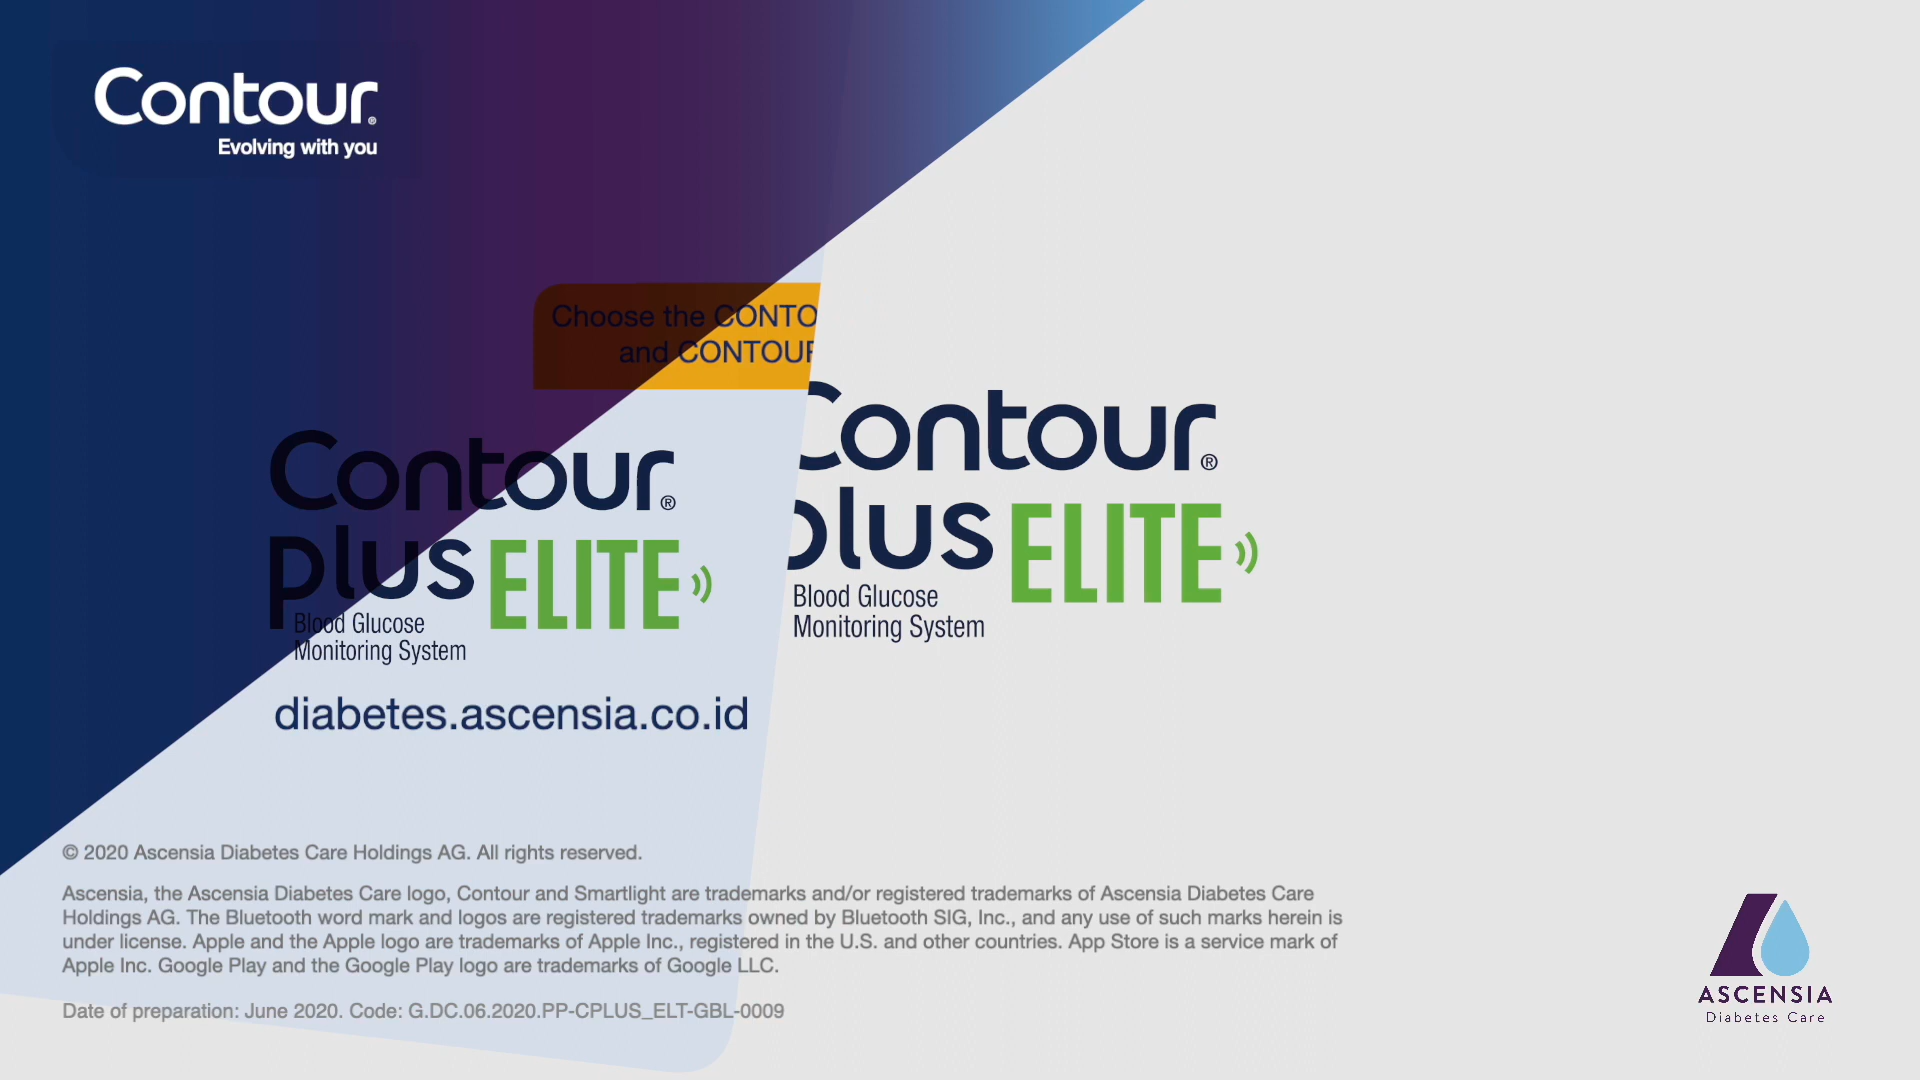 Contour®
Evolving with you
Choose the CONTO
and CONTOUR
Contour®
plus ELITE
Blood Glucose
Monitoring System
diabetes.ascensia.co.id
Contour®
plus ELITE
Blood Glucose
Monitoring System
© 2020 Ascensia Diabetes Care Holdings AG. All rights reserved.
Ascensia, the Ascensia Diabetes Care logo, Contour and Smartlight are trademarks and/or registered trademarks of Ascensia Diabetes Care
Holdings AG. The Bluetooth word mark and logos are registered trademarks owned by Bluetooth SIG, Inc., and any use of such marks herein is
under license. Apple and the Apple logo are trademarks of Apple Inc., registered in the U.S. and other countries. App Store is a service mark of
Apple Inc. Google Play and the Google Play logo are trademarks of Google LLC.
Date of preparation: June 2020. Code: G.DC.06.2020.PP-CPLUS_ELT-GBL-0009
ASCENSIA
Diabetes Care